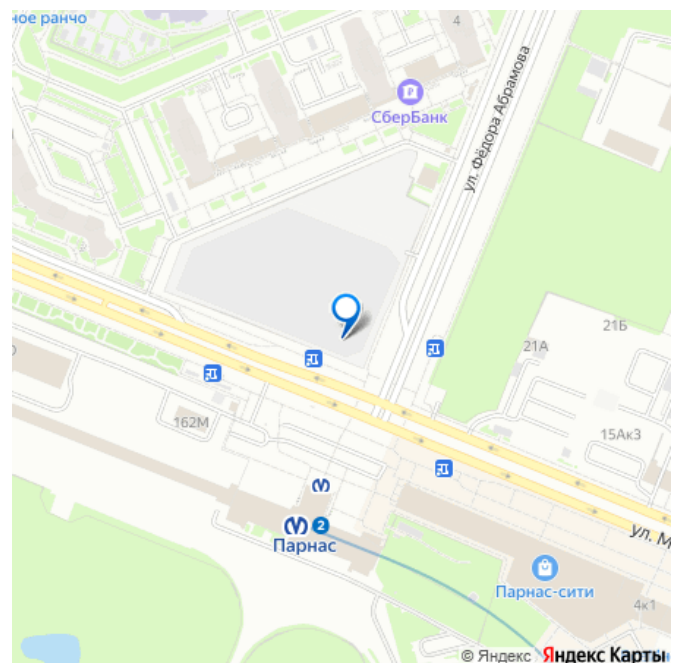 ное ранчо
4
СберБанк
ул. Фёдора Абрамова
21Б
21А
15Ак3
162М
2
Парнас
ул. М
Парнас-сити
4к1
© Яндекс Яндекс Карты